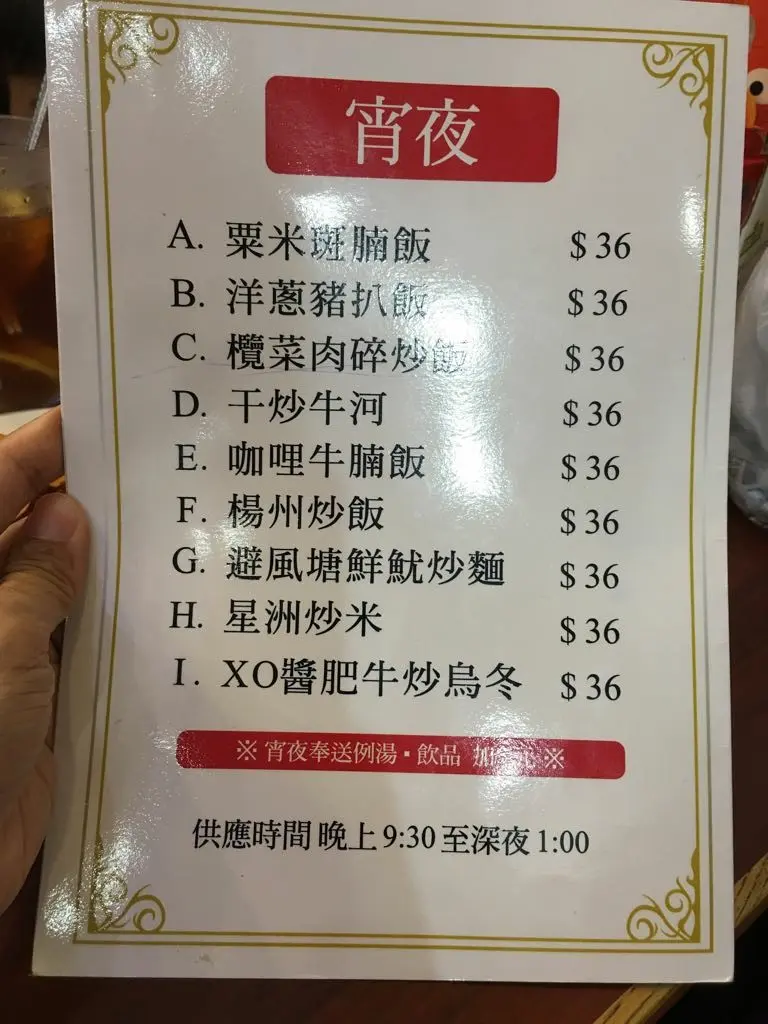 宵夜
A. 粟米斑腩飯 $36
B. 洋蔥豬扒飯 $36
C. 欖菜肉碎炒飯 $36
D. 干炒牛河 $36
E. 咖哩牛腩飯 $36
F. 楊州炒飯 $36
G. 避風塘鮮魷炒麵 $36
H. 星洲炒米 $36
I. XO醬肥牛炒烏冬 $36
※ 宵夜奉送例湯▪飲品 加 ※
供應時間 晚上 9:30 至深夜 1:00